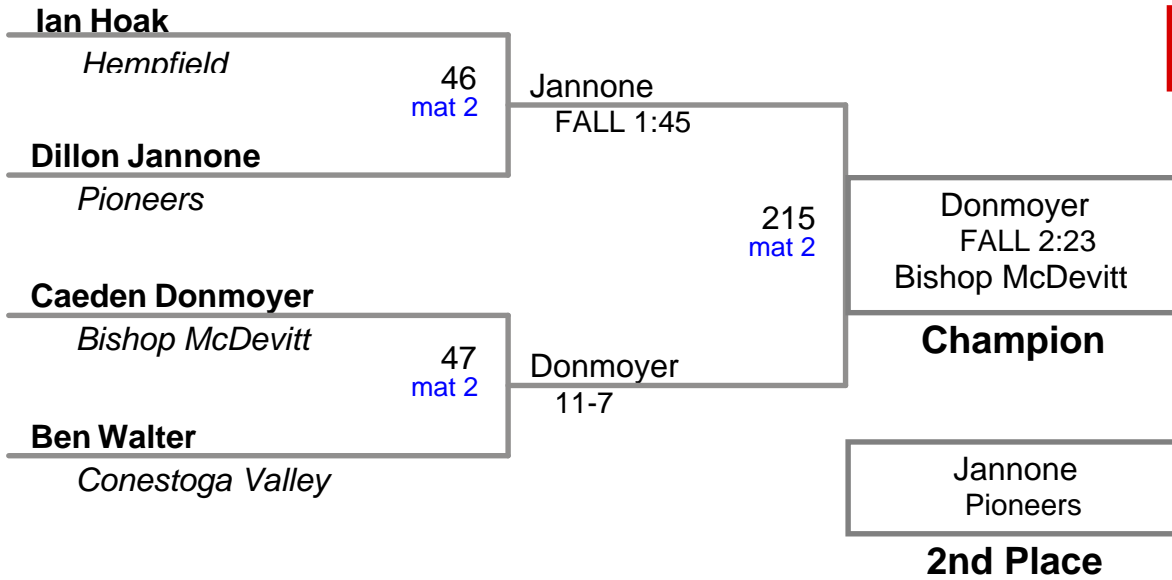 Ian Hoak
Hempfield
46
mat 2
Jannone
FALL 1:45
Dillon Jannone
Pioneers
215
mat 2
Donmoyer
FALL 2:23
Bishop McDevitt
Champion
Caeden Donmoyer
Bishop McDevitt
47
mat 2
Donmoyer
11-7
Ben Walter
Conestoga Valley
Jannone
Pioneers
2nd Place